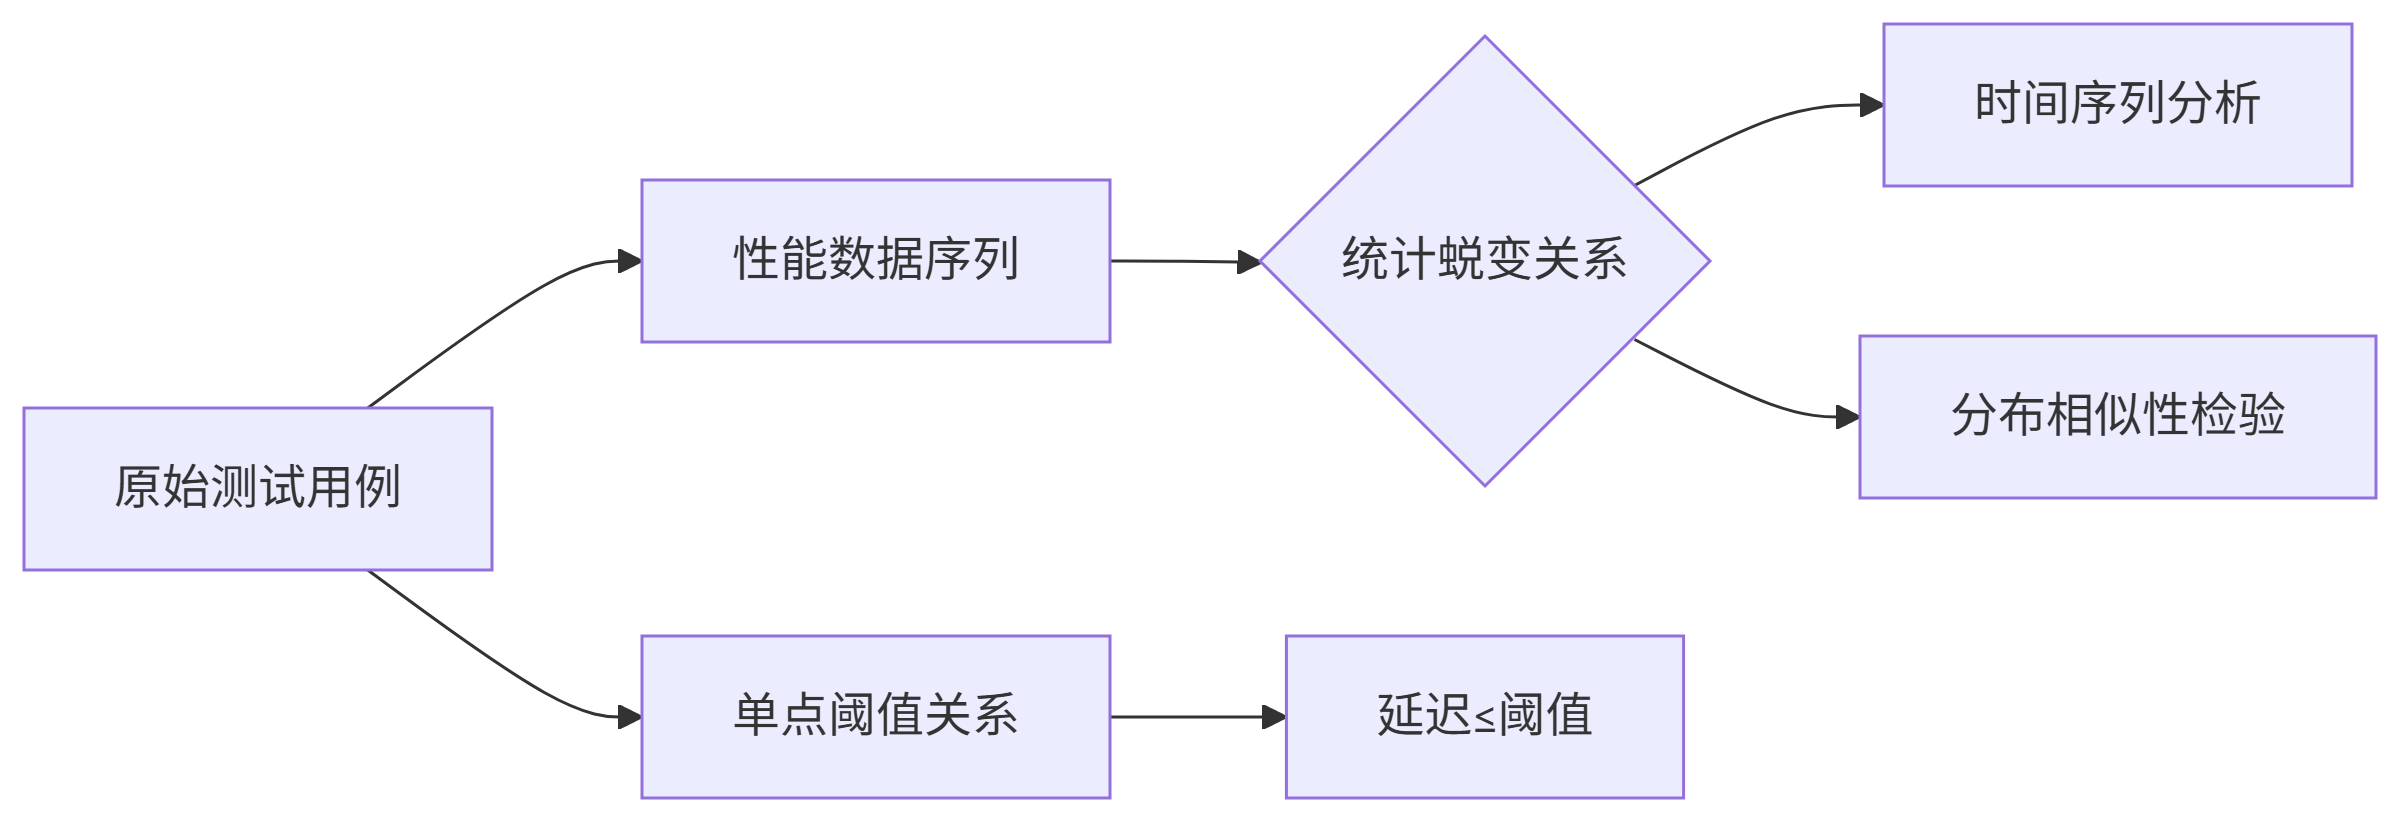 原始测试用例
性能数据序列
统计蜕变关系
时间序列分析
分布相似性检验
单点阈值关系
延迟≤阈值